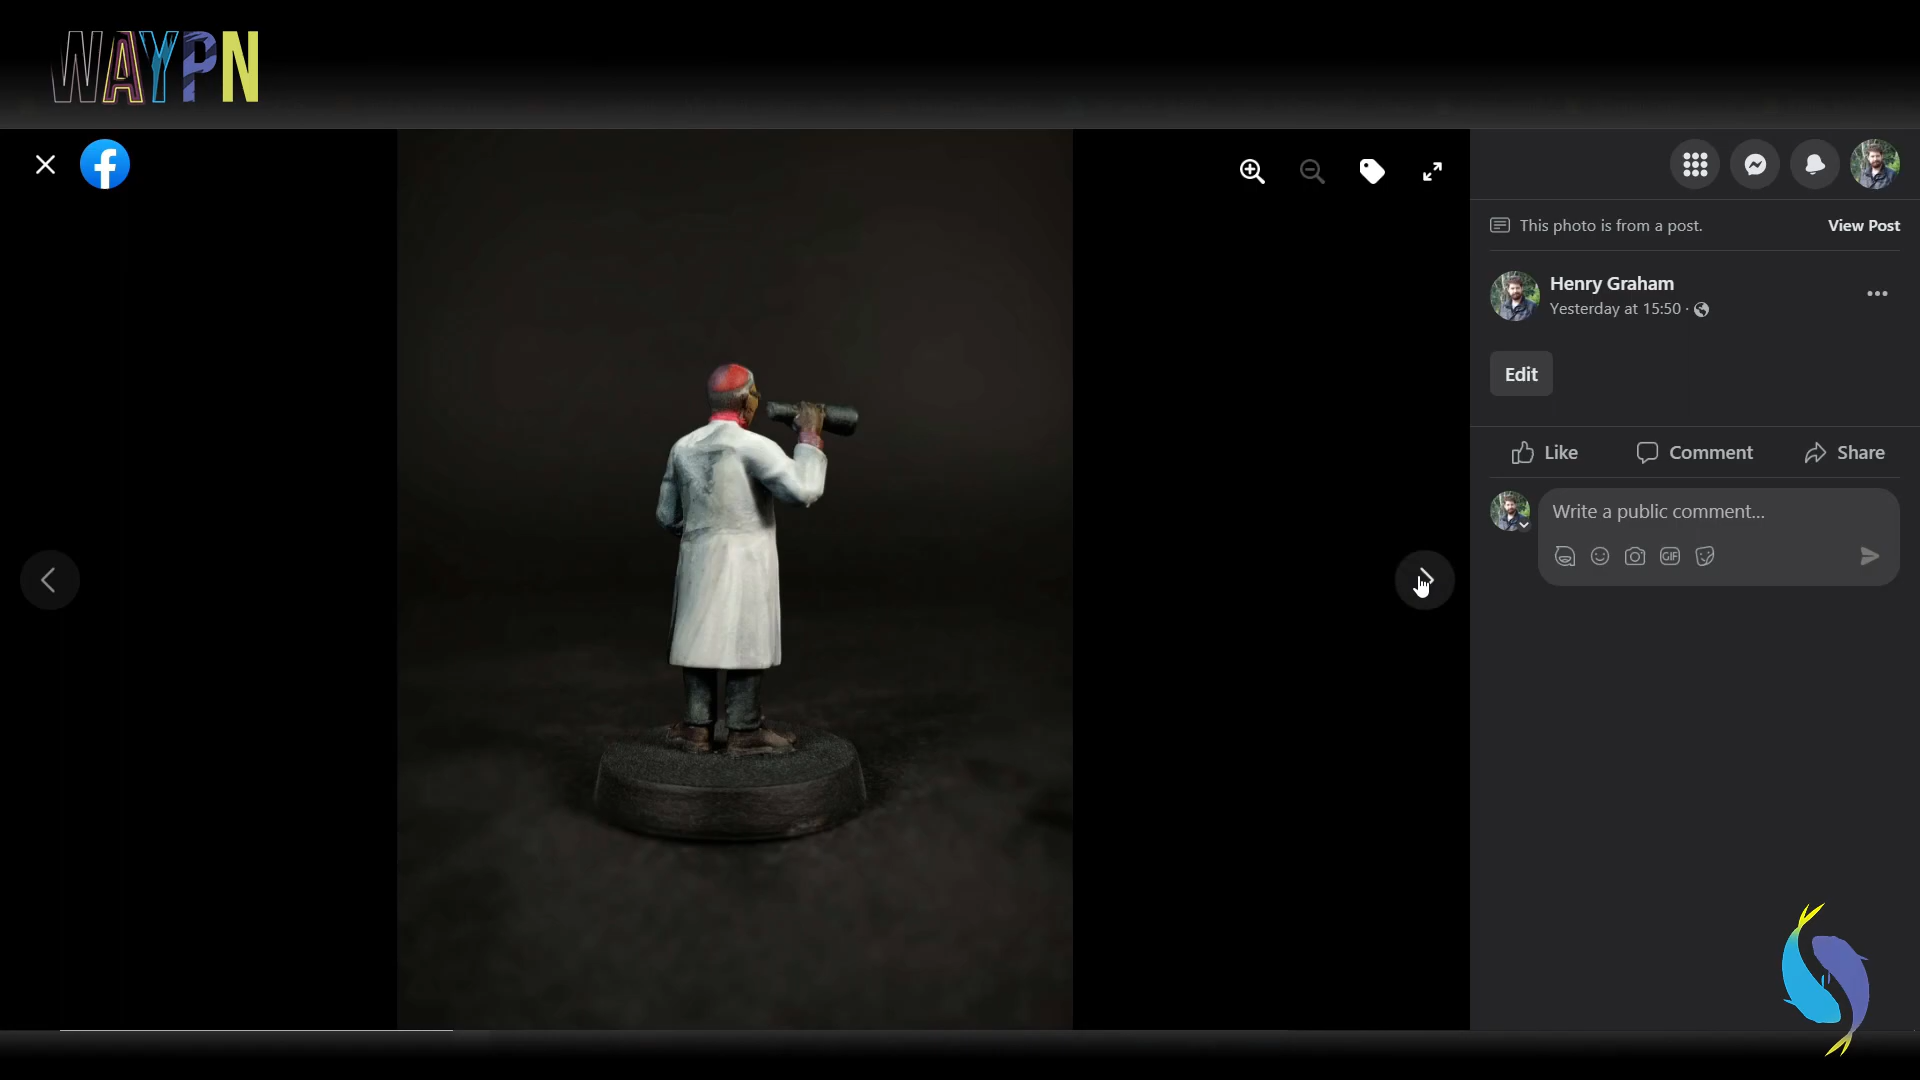 WAYPN
This photo is from a post.
View Post
Henry Graham
Yesterday at 15:50 ·
Edit
Like
Comment
Share
Write a public comment...
GIF